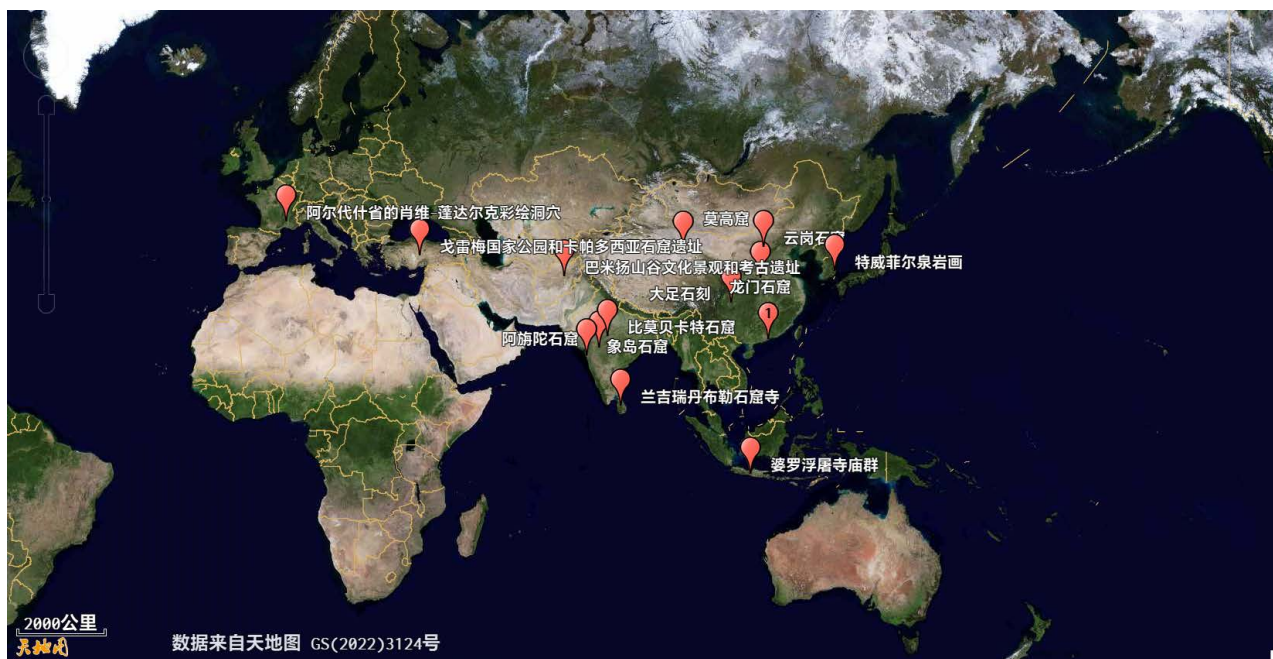 莫高窟
阿尔代什省的肖维 蓬达尔克彩绘洞穴
云岗石窟
戈雷梅国家公园和卡帕多西亚石窟遗址
特威菲尔泉岩画
巴米扬山谷文化景观和考古遗址
龙门石窟
大足石刻
1
比莫贝卡特石窟
阿旃陀石窟
象岛石窟
兰吉瑞丹布勒石窟寺
婆罗浮屠寺庙群
2000公里
天地图
数据来自天地图 GS(2022)3124号